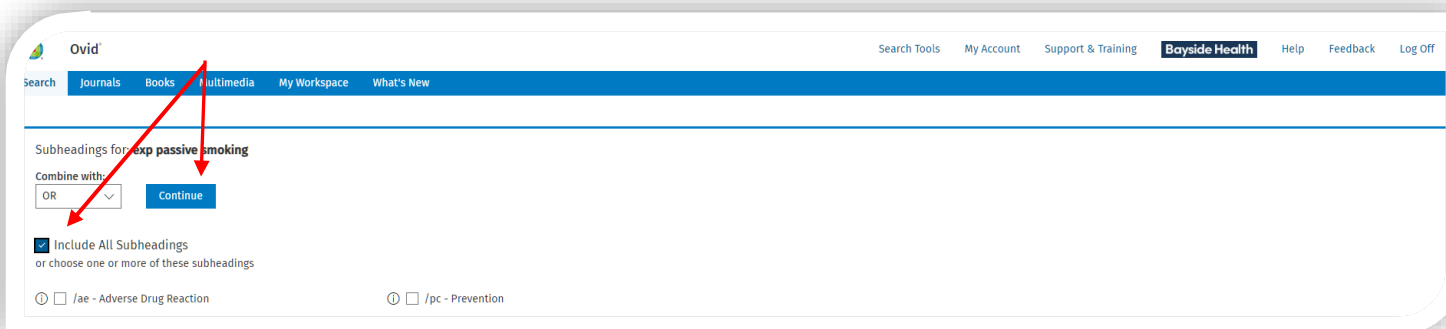 Ovid®
Search Tools My Account Support & Training Bayside Health Help Feedback Log Off
Search Journals Books Multimedia My Workspace What's New
Subheadings for: exp passive smoking
Combine with:
OR Continue
Include All Subheadings
or choose one or more of these subheadings
/ae - Adverse Drug Reaction /pc - Prevention